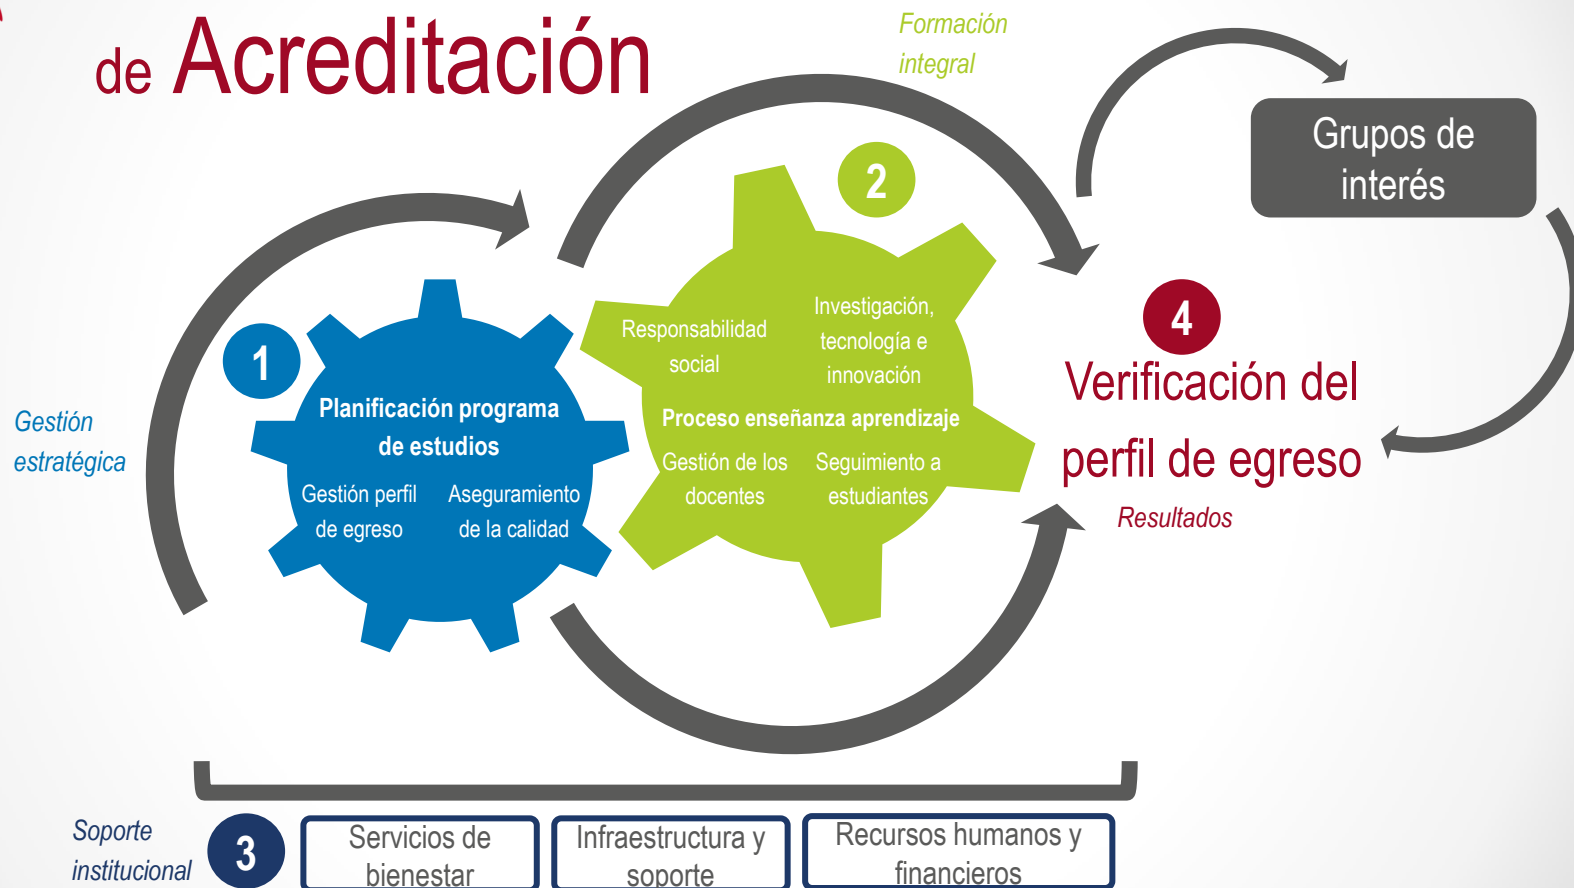 de Acreditación
Formación
integral
Grupos de
interés
2
1
Gestión
estratégica
Planificación programa
de estudios
Gestión perfil
de egreso
Aseguramiento
de la calidad
Responsabilidad
social
Investigación,
tecnología e
innovación
Proceso enseñanza aprendizaje
Gestión de los
docentes
Seguimiento a
estudiantes
4
Verificación del
perfil de egreso
Resultados
Soporte
institucional
3
Servicios de
bienestar
Infraestructura y
soporte
Recursos humanos y
financieros